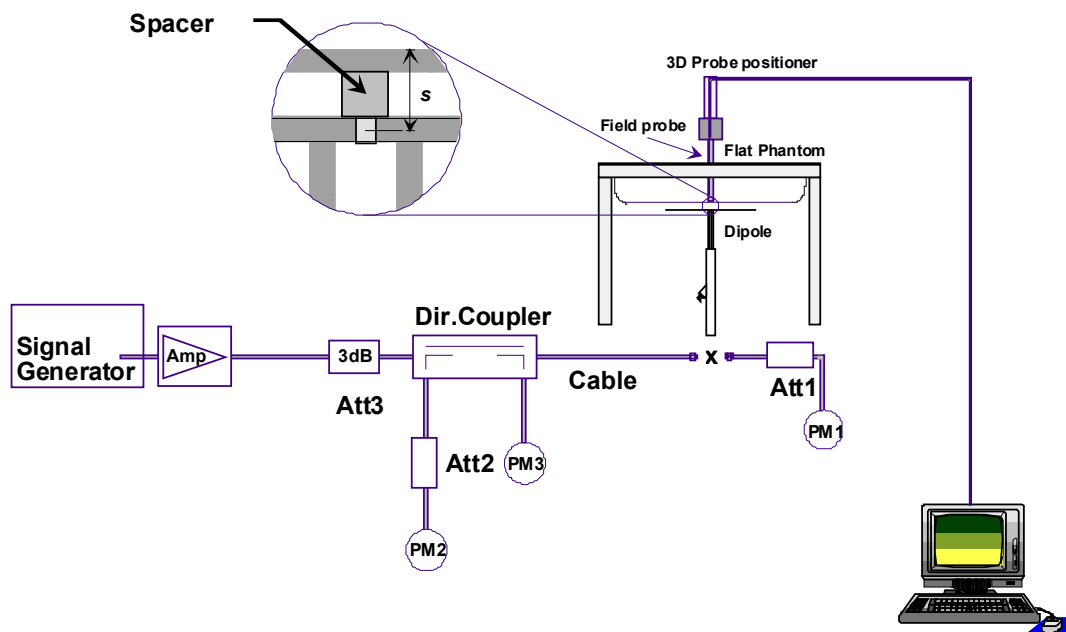 Spacer
s
3D Probe positioner
Field probe
Flat Phantom
Dipole
Dir.Coupler
Signal
Generator
Amp
3dB
Att3
Cable
x
Att1
PM1
Att2
PM3
PM2